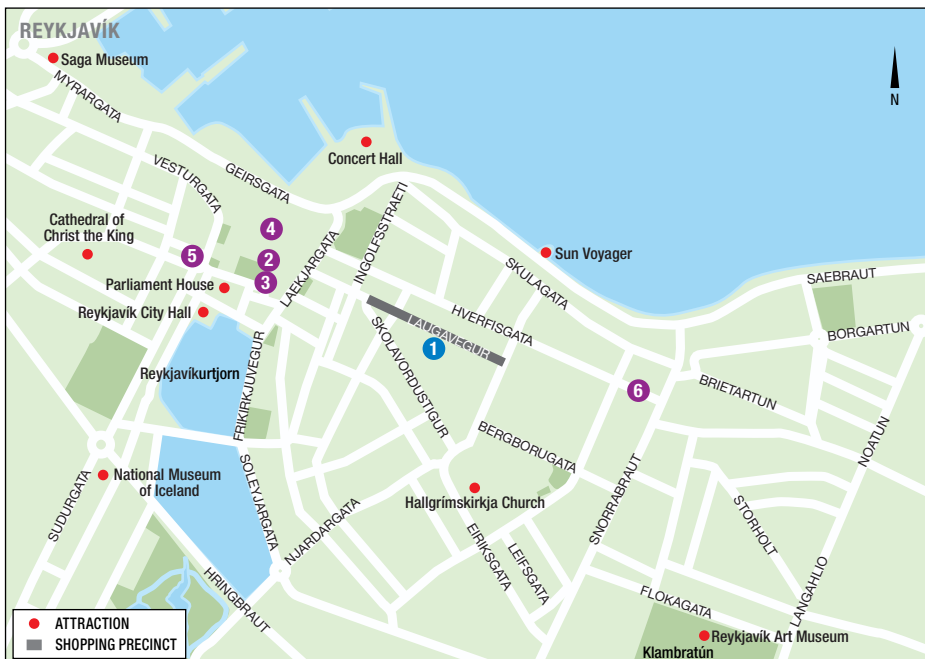 REYKJAVÍK
Saga Museum
N
MYRARGATA
Concert Hall
VESTURGATA
GEIRSGATA
Cathedral of
Christ the King
4
5
2
3
INGOLFSSTRAETI
LAEKJARGATA
Sun Voyager
SKULAGATA
SAEBRAUT
Parliament House
Reykjavík City Hall
HVERFISGATA
LAUGAVEGUR
1
BORGARTUN
Reykjavíkurtjorn
FRIKIRKJUVEGUR
SKOLAVORDUSTIGUR
6
BRIETARTUN
BERGBORUGATA
NOATUN
National Museum
of Iceland
SOLEYJARGATA
SUDURGATA
Hallgrímskirkja Church
SNORRABRAUT
STORHOLT
NJARDARGATA
EIRIKSGATA
LEIFSGATA
HRINGBRAUT
FLOKAGATA
LANGAHLIO
Reykjavík Art Museum
Klambratún
ATTRACTION
SHOPPING PRECINCT